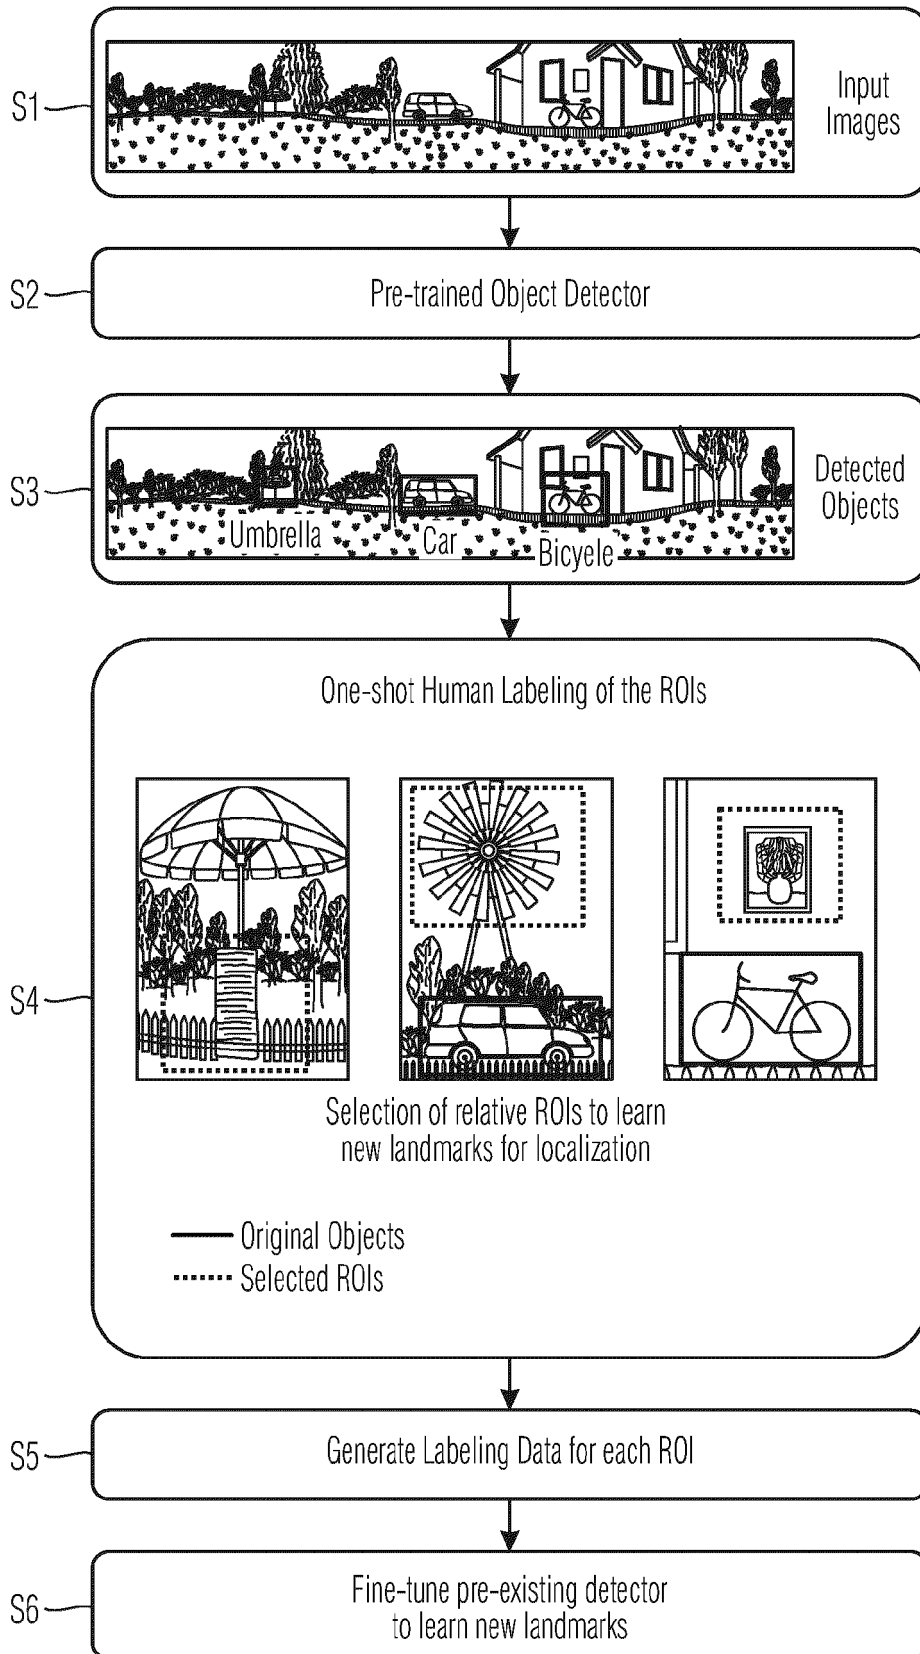 S1
Input
Images
S2
Pre-trained Object Detector
S3
Detected
Objects
Umbrella
Car
Bicyele
One-shot Human Labeling of the ROIs
S4
Selection of relative ROIs to learn
new landmarks for localization
Original Objects
Selected ROIs
S5
Generate Labeling Data for each ROI
S6
Fine-tune pre-existing detector
to learn new landmarks